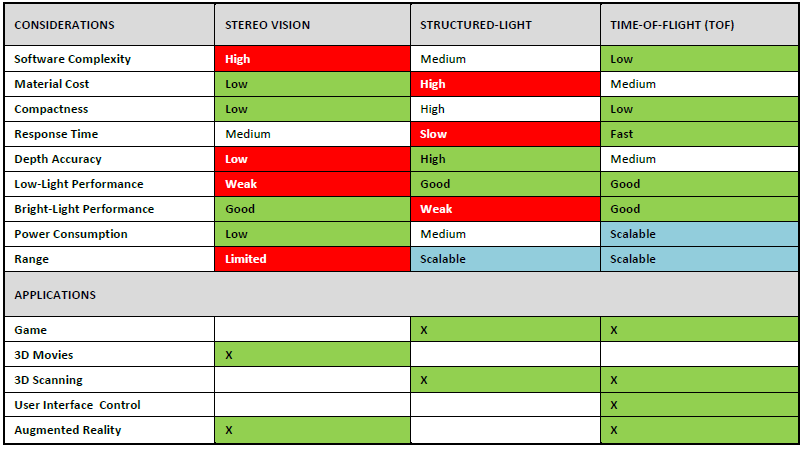 CONSIDERATIONS STEREO VISION STRUCTURED-LIGHT TIME-OF-FLIGHT (TOF)
Software Complexity High Medium Low
Material Cost Low High Medium
Compactness Low High Low
Response Time Medium Slow Fast
Depth Accuracy Low High Medium
Low-Light Performance Weak Good Good
Bright-Light Performance Good Weak Good
Power Consumption Low Medium Scalable
Range Limited Scalable Scalable
APPLICATIONS
Game X X
3D Movies X
3D Scanning X X
User Interface Control X
Augmented Reality X X